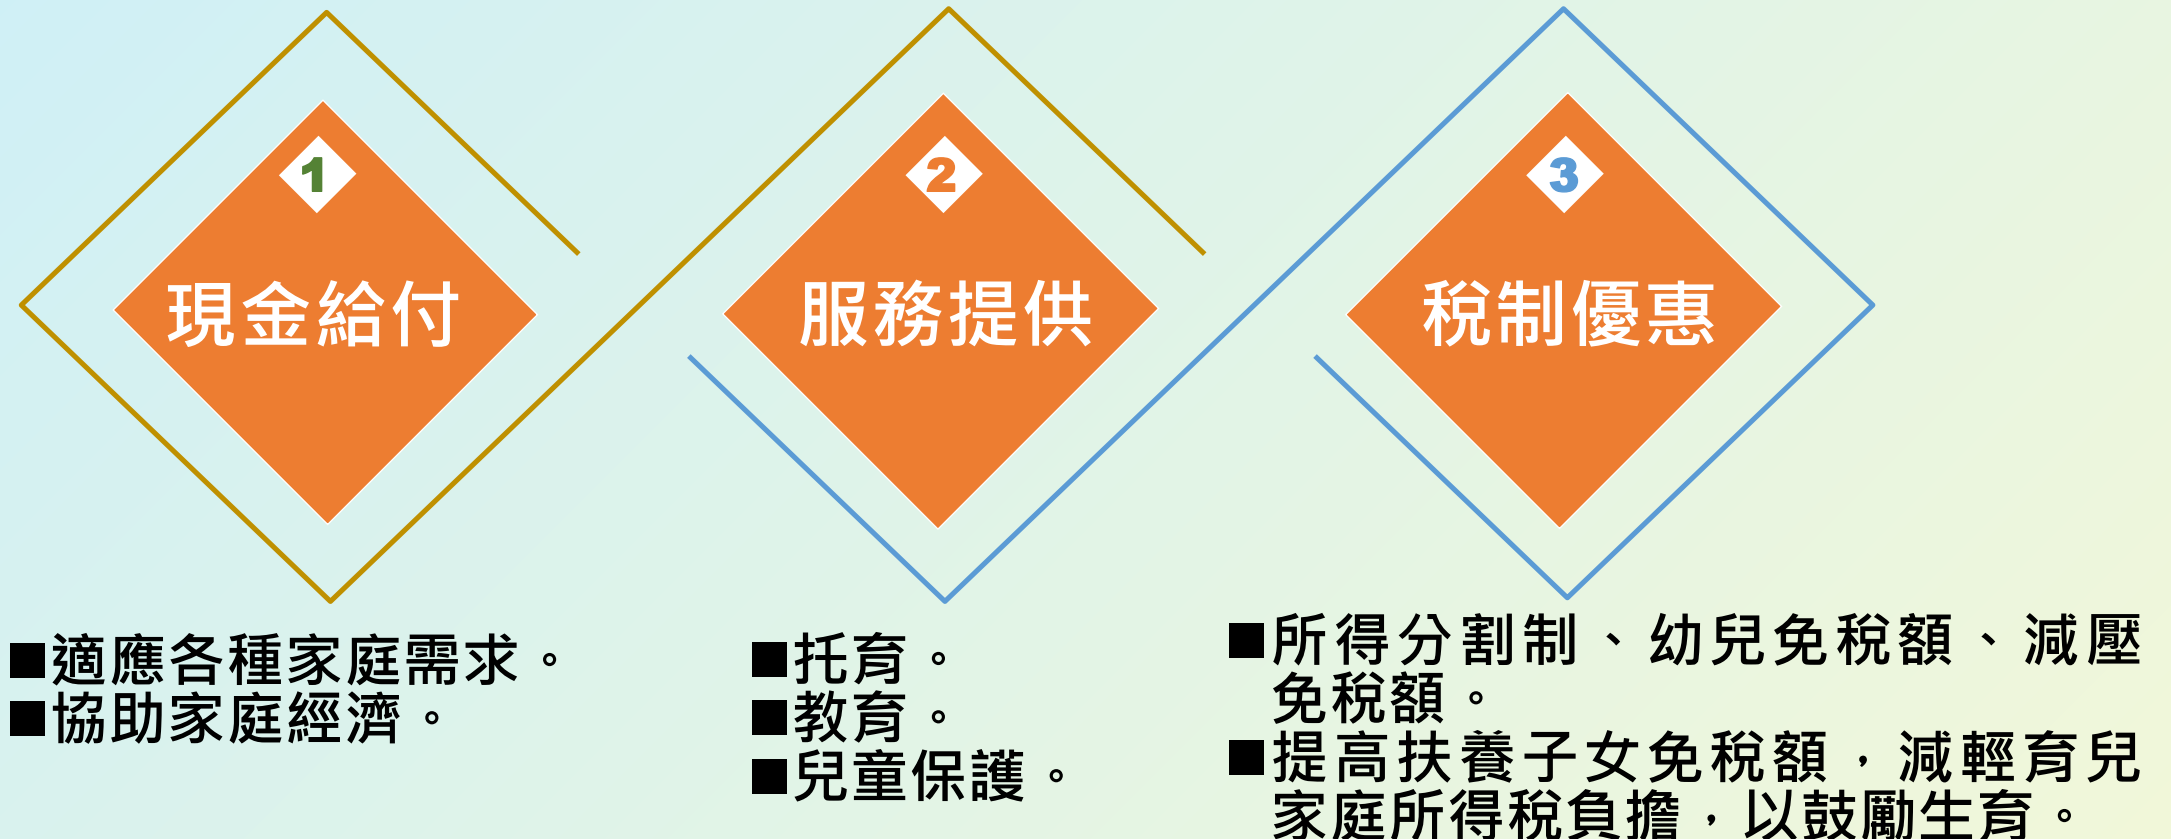 1
現金給付
■適應各種家庭需求。
■協助家庭經濟。
2
服務提供
■托育。
■教育。
■兒童保護。
3
稅制優惠
■所得分割制、幼兒免稅額、減壓
免稅額。
■提高扶養子女免稅額，減輕育兒
家庭所得稅負擔，以鼓勵生育。